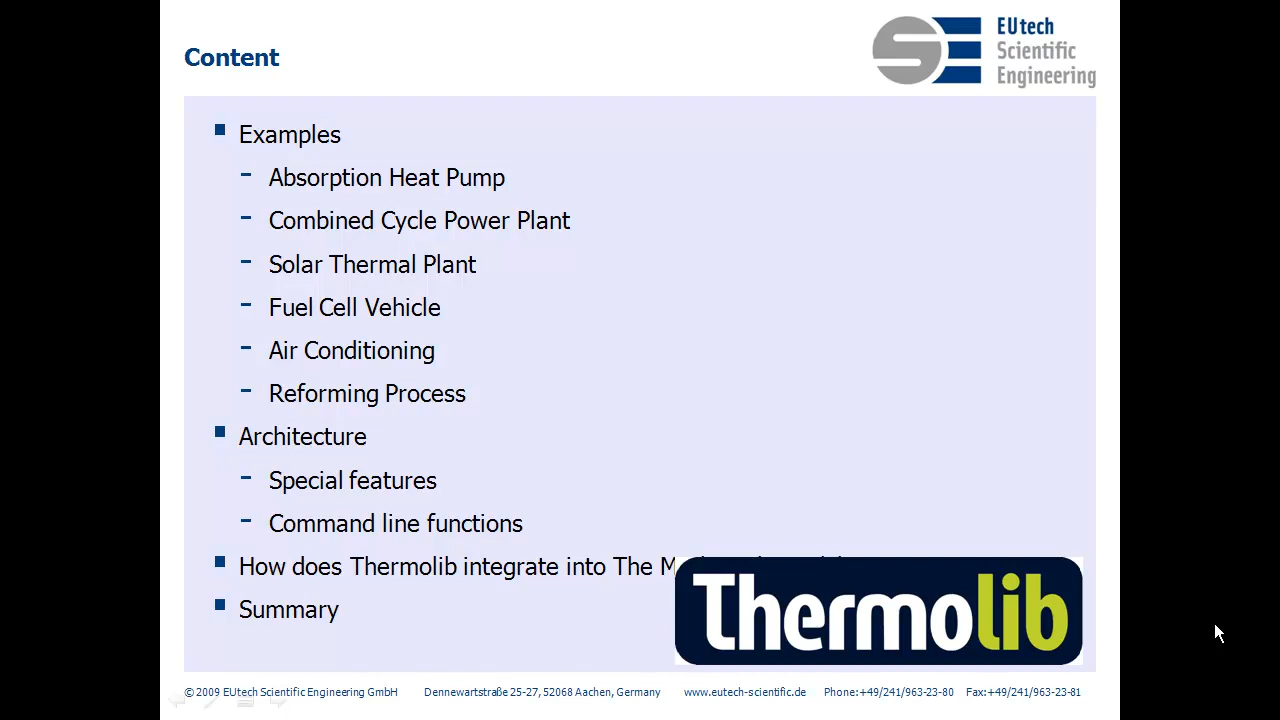 Content
EUtech
Scientific
Engineering
Examples
Absorption Heat Pump
Combined Cycle Power Plant
Solar Thermal Plant
Fuel Cell Vehicle
Air Conditioning
Reforming Process
Architecture
Special features
Command line functions
How does Thermolib integrate into The
Summary
Thermolib
© 2009 EUtech Scientific Engineering GmbH Dennewartstraße 25-27, 52068 Aachen, Germany www.eutech-scientific.de Phone:+49/241/963-23-80 Fax:+49/241/963-23-81